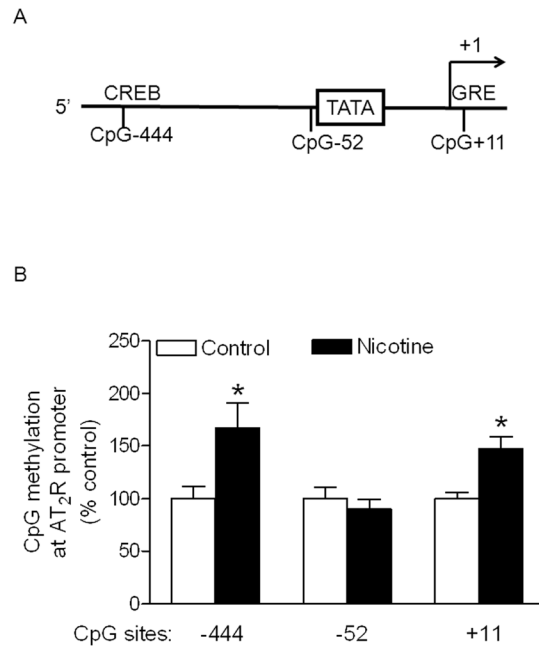 A
+1
CREB
GRE
5'
TATA
CpG-444
CpG-52
CpG+11
B
Control
Nicotine
CpG methylation
at AT₂R promoter
(% control)
250
200
150
100
50
0
*
*
CpG sites: -444 -52 +11